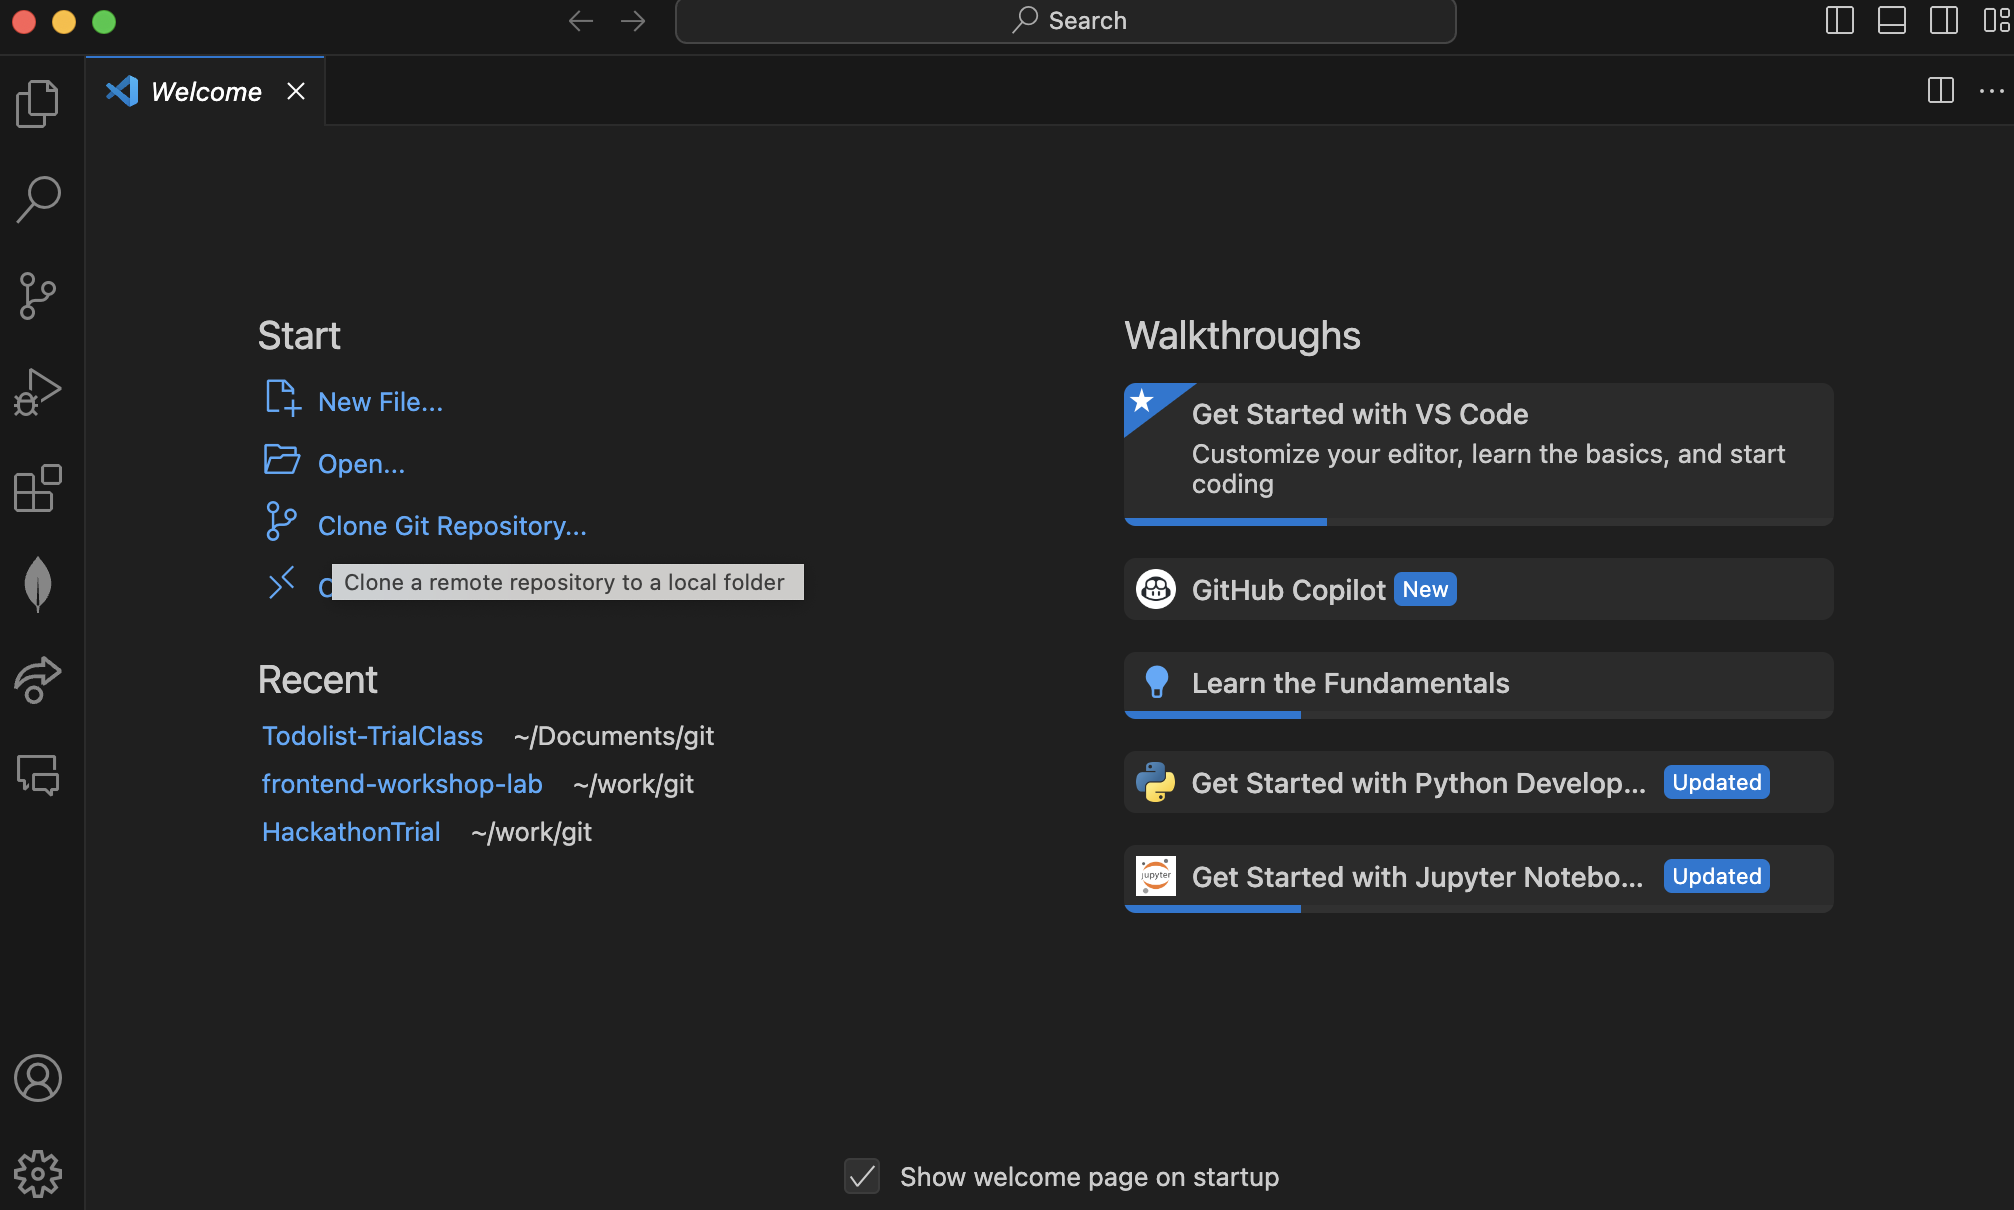 Search
Welcome
Start
New File...
Open...
Clone Git Repository...
Clone a remote repository to a local folder
Recent
Todolist-TrialClass ~/Documents/git
frontend-workshop-lab ~/work/git
HackathonTrial ~/work/git
Walkthroughs
Get Started with VS Code
Customize your editor, learn the basics, and start
coding
GitHub Copilot New
Learn the Fundamentals
Get Started with Python Develop... Updated
jupyter
Get Started with Jupyter Notebo... Updated
Show welcome page on startup